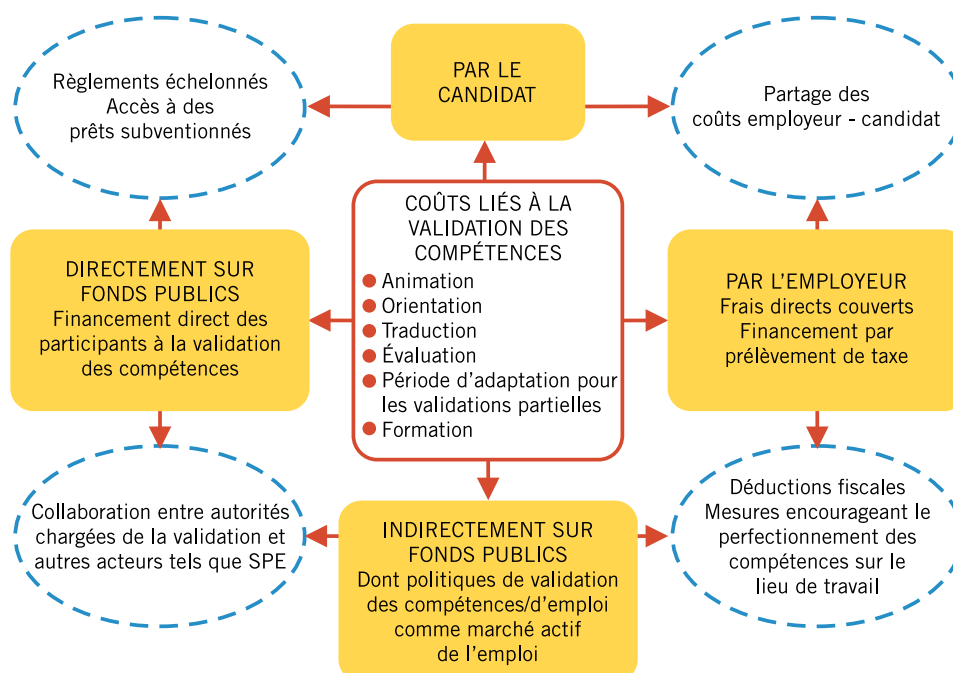 Règlements échelonnés
Accès à des
prêts subventionnés
PAR LE
CANDIDAT
Partage des
coûts employeur - candidat
DIRECTEMENT SUR
FONDS PUBLICS
Financement direct des
participants à la validation
des compétences
COÛTS LIÉS À LA
VALIDATION DES
COMPÉTENCES
Animation
Orientation
Traduction
Évaluation
Période d'adaptation pour
les validations partielles
Formation
PAR L'EMPLOYEUR
Frais directs couverts
Financement par
prélèvement de taxe
Collaboration entre autorités
chargées de la validation et
autres acteurs tels que SPE
INDIRECTEMENT SUR
FONDS PUBLICS
Dont politiques de validation
des compétences/d'emploi
comme marché actif
de l'emploi
Déductions fiscales
Mesures encourageant le
perfectionnement des
compétences sur le
lieu de travail